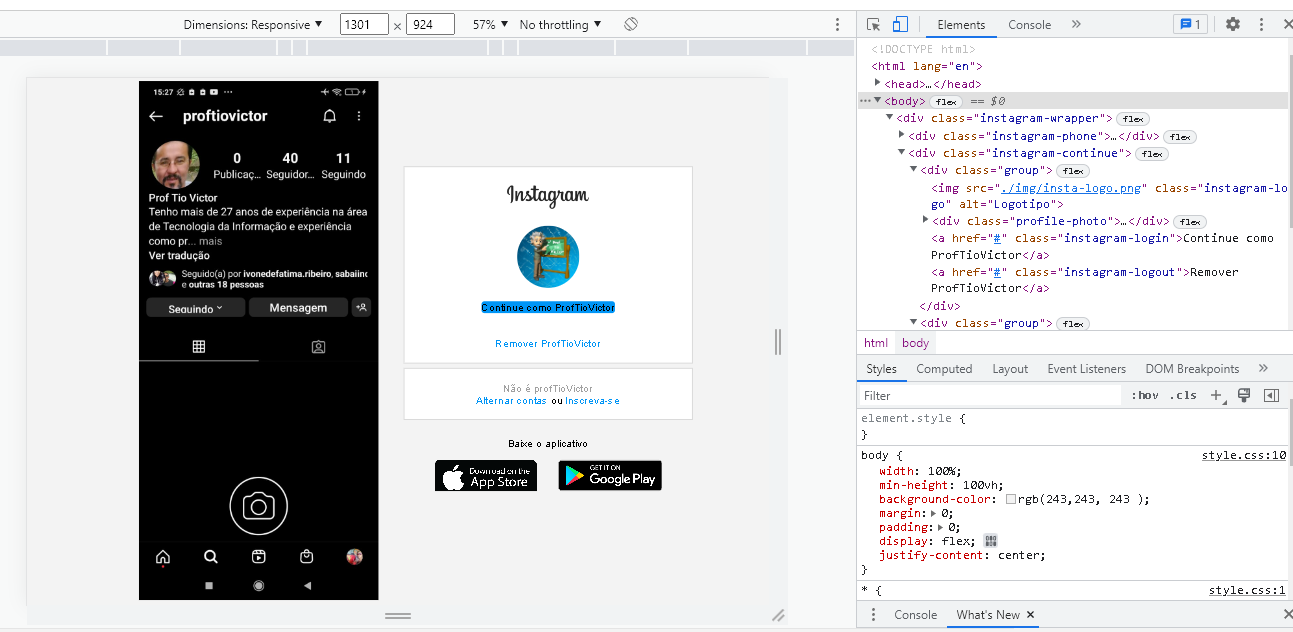 Dimensions: Responsive ▼ 1301 × 924 57% ▼ No throttling ▼
15:27
proftiovictor
0 40 11
Publicaç... Seguidor... Seguindo
Prof Tio Victor
Tenho mais de 27 anos de experiência na área
de Tecnologia da Informação e experiência
como pr... mais
Ver tradução
Seguido(a) por ivonedefatima.ribeiro, sabaiinc
e outras 18 pessoas
Seguindo Mensagem
Instagram
Continue como ProfTioVictor
Remover ProfTioVictor
Não é profTioVictor
Alternar contas ou Inscreva-se
Baixe o aplicativo
Download on the
App Store
GET IT ON
Google Play
Elements Console » 1
<!DOCTYPE html>
<html lang="en">
<head>…</head>
<body> flex == $0
<div class="instagram-wrapper"> flex
<div class="instagram-phone">…</div> flex
<div class="instagram-continue"> flex
<div class="group"> flex
<img src="./img/insta-logo.png" class="instagram-lo
go" alt="Logotipo">
<div class="profile-photo">…</div> flex
<a href="#" class="instagram-login">Continue como
ProfTioVictor</a>
<a href="#" class="instagram-logout">Remover
ProfTioVictor</a>
</div>
<div class="group"> flex
html body
Styles Computed Layout Event Listeners DOM Breakpoints »
Filter :hov .cls +
element.style {
}
body { style.css:10
width: 100%;
min-height: 100vh;
background-color: rgb(243,243, 243 );
margin: 0;
padding: 0;
display: flex;
justify-content: center;
}
* { style.css:1
Console What's New ×